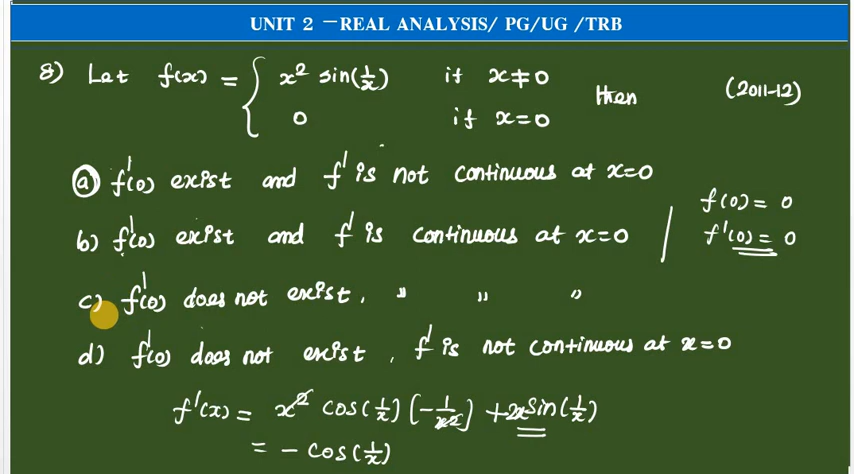 UNIT 2 – REAL ANALYSIS/ PG/UG /TRB
8) Let f(x) = { x² sin(1/x) if x≠0
0 if x=0
then (2011-12)
a) f'(0) exist and f' is not continuous at x=0
b) f'(0) exist and f' is continuous at x=0
f(0) = 0
f'(0) = 0
c) f'(0) does not exist, " " "
d) f'(0) does not exist, f' is not continuous at x=0
f'(x) = x² cos(1/x) (-1/x²) + 2x sin(1/x)
= - cos(1/x)